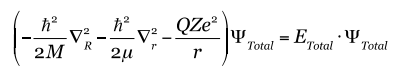 (-ħ²/2M ∇²_R - ħ²/2μ ∇²_r - QZe²/r) Ψ_Total = E_Total · Ψ_Total